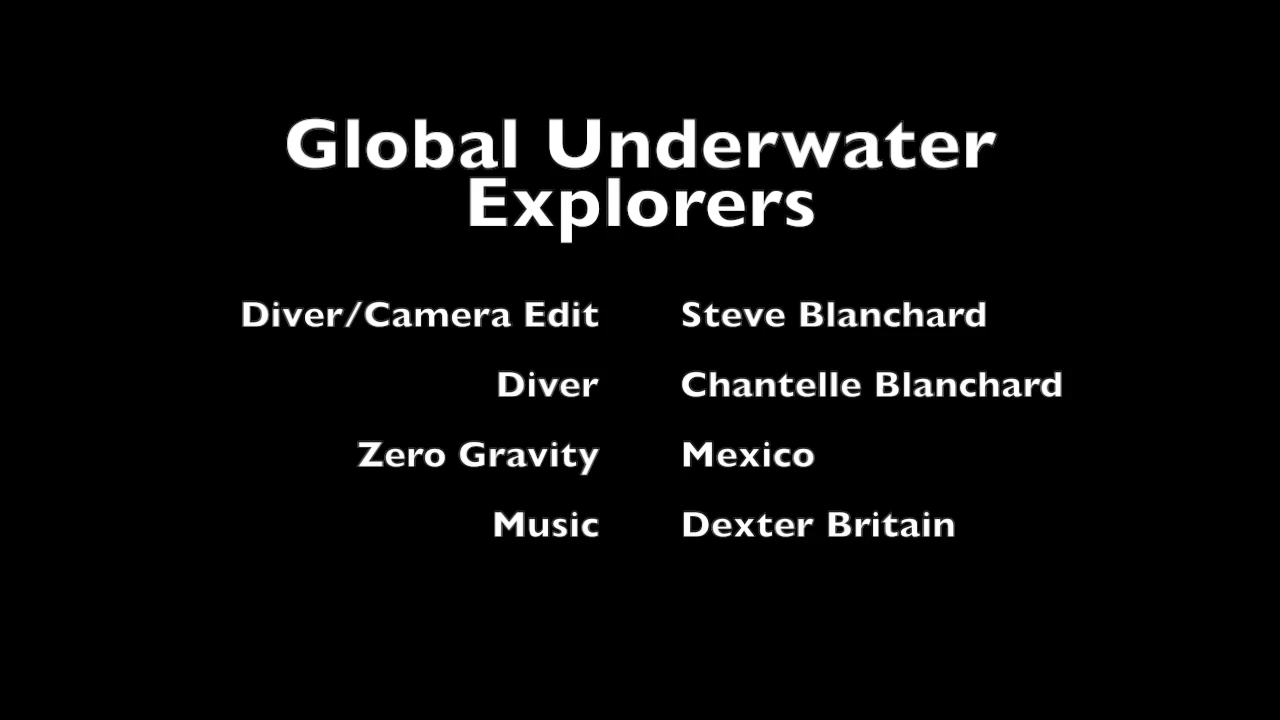 Global Underwater
Explorers
Diver/Camera Edit Steve Blanchard
Diver Chantelle Blanchard
Zero Gravity Mexico
Music Dexter Britain